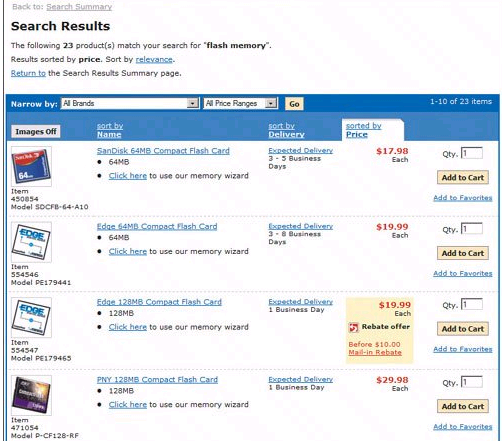 Back to: Search Summary
Search Results
The following 23 product(s) match your search for "flash memory".
Results sorted by price. Sort by relevance.
Return to the Search Results Summary page.
Narrow by: All Brands All Price Ranges Go 1-10 of 23 items
Images Off
sort by
Name
sort by
Delivery
sorted by
Price
SanDisk 64MB Compact Flash Card
64MB
Click here to use our memory wizard
Expected Delivery
3 - 5 Business
Days
$17.98
Each
Qty. 1
Add to Cart
Add to Favorites
SanDisk
64MB
Item
450854
Model SDCFB-64-A10
Edge 64MB Compact Flash Card
64MB
Click here to use our memory wizard
Expected Delivery
3 - 8 Business
Days
$19.99
Each
Qty. 1
Add to Cart
Add to Favorites
EDGE
Item
554546
Model PE179441
Edge 128MB Compact Flash Card
128MB
Click here to use our memory wizard
Expected Delivery
1 Business Day
$19.99
Each
Rebate offer
Before $10.00
Mail-in Rebate
Qty. 1
Add to Cart
Add to Favorites
EDGE
Item
554547
Model PE179465
PNY 128MB Compact Flash Card
128MB
Click here to use our memory wizard
Expected Delivery
1 Business Day
$29.98
Each
Qty. 1
Add to Cart
Add to Favorites
Item
471054
Model P-CF128-RF